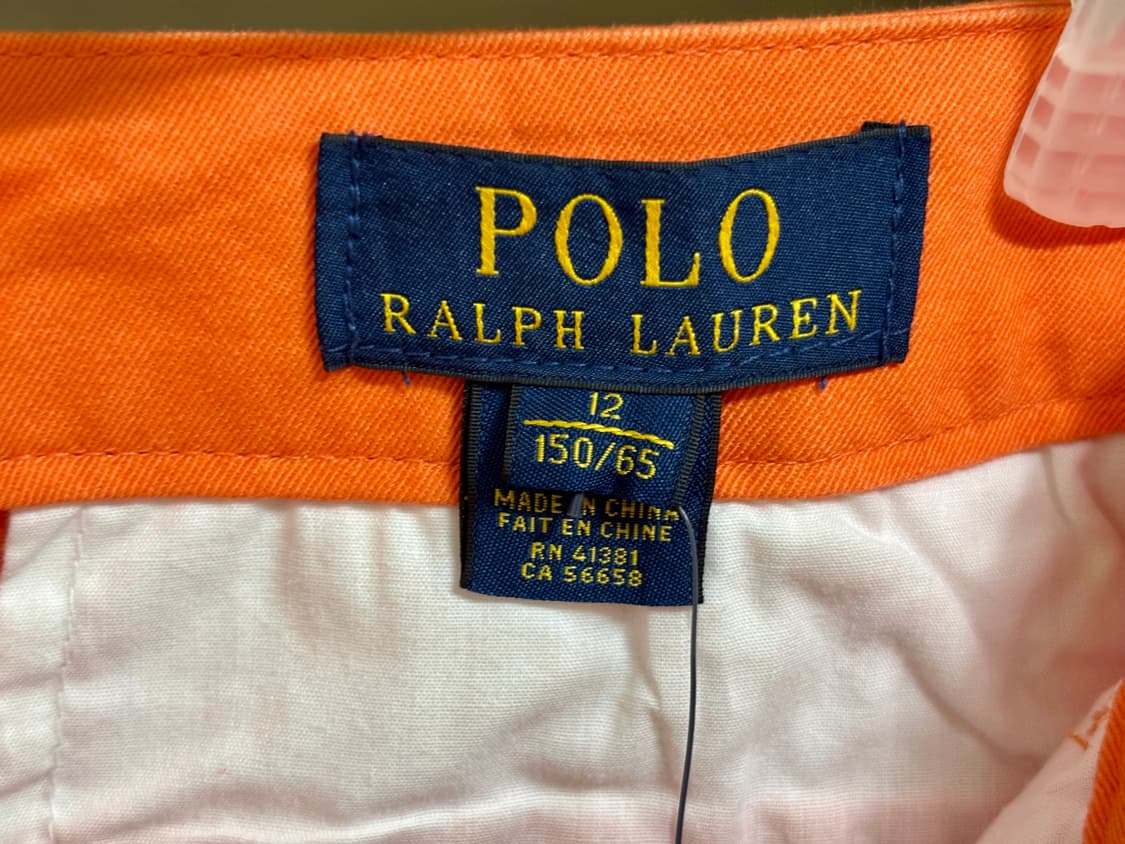 POLO
RALPH LAUREN
12
150/65
MADE IN CHINA
FAIT EN CHINE
RN 41381
CA 56658